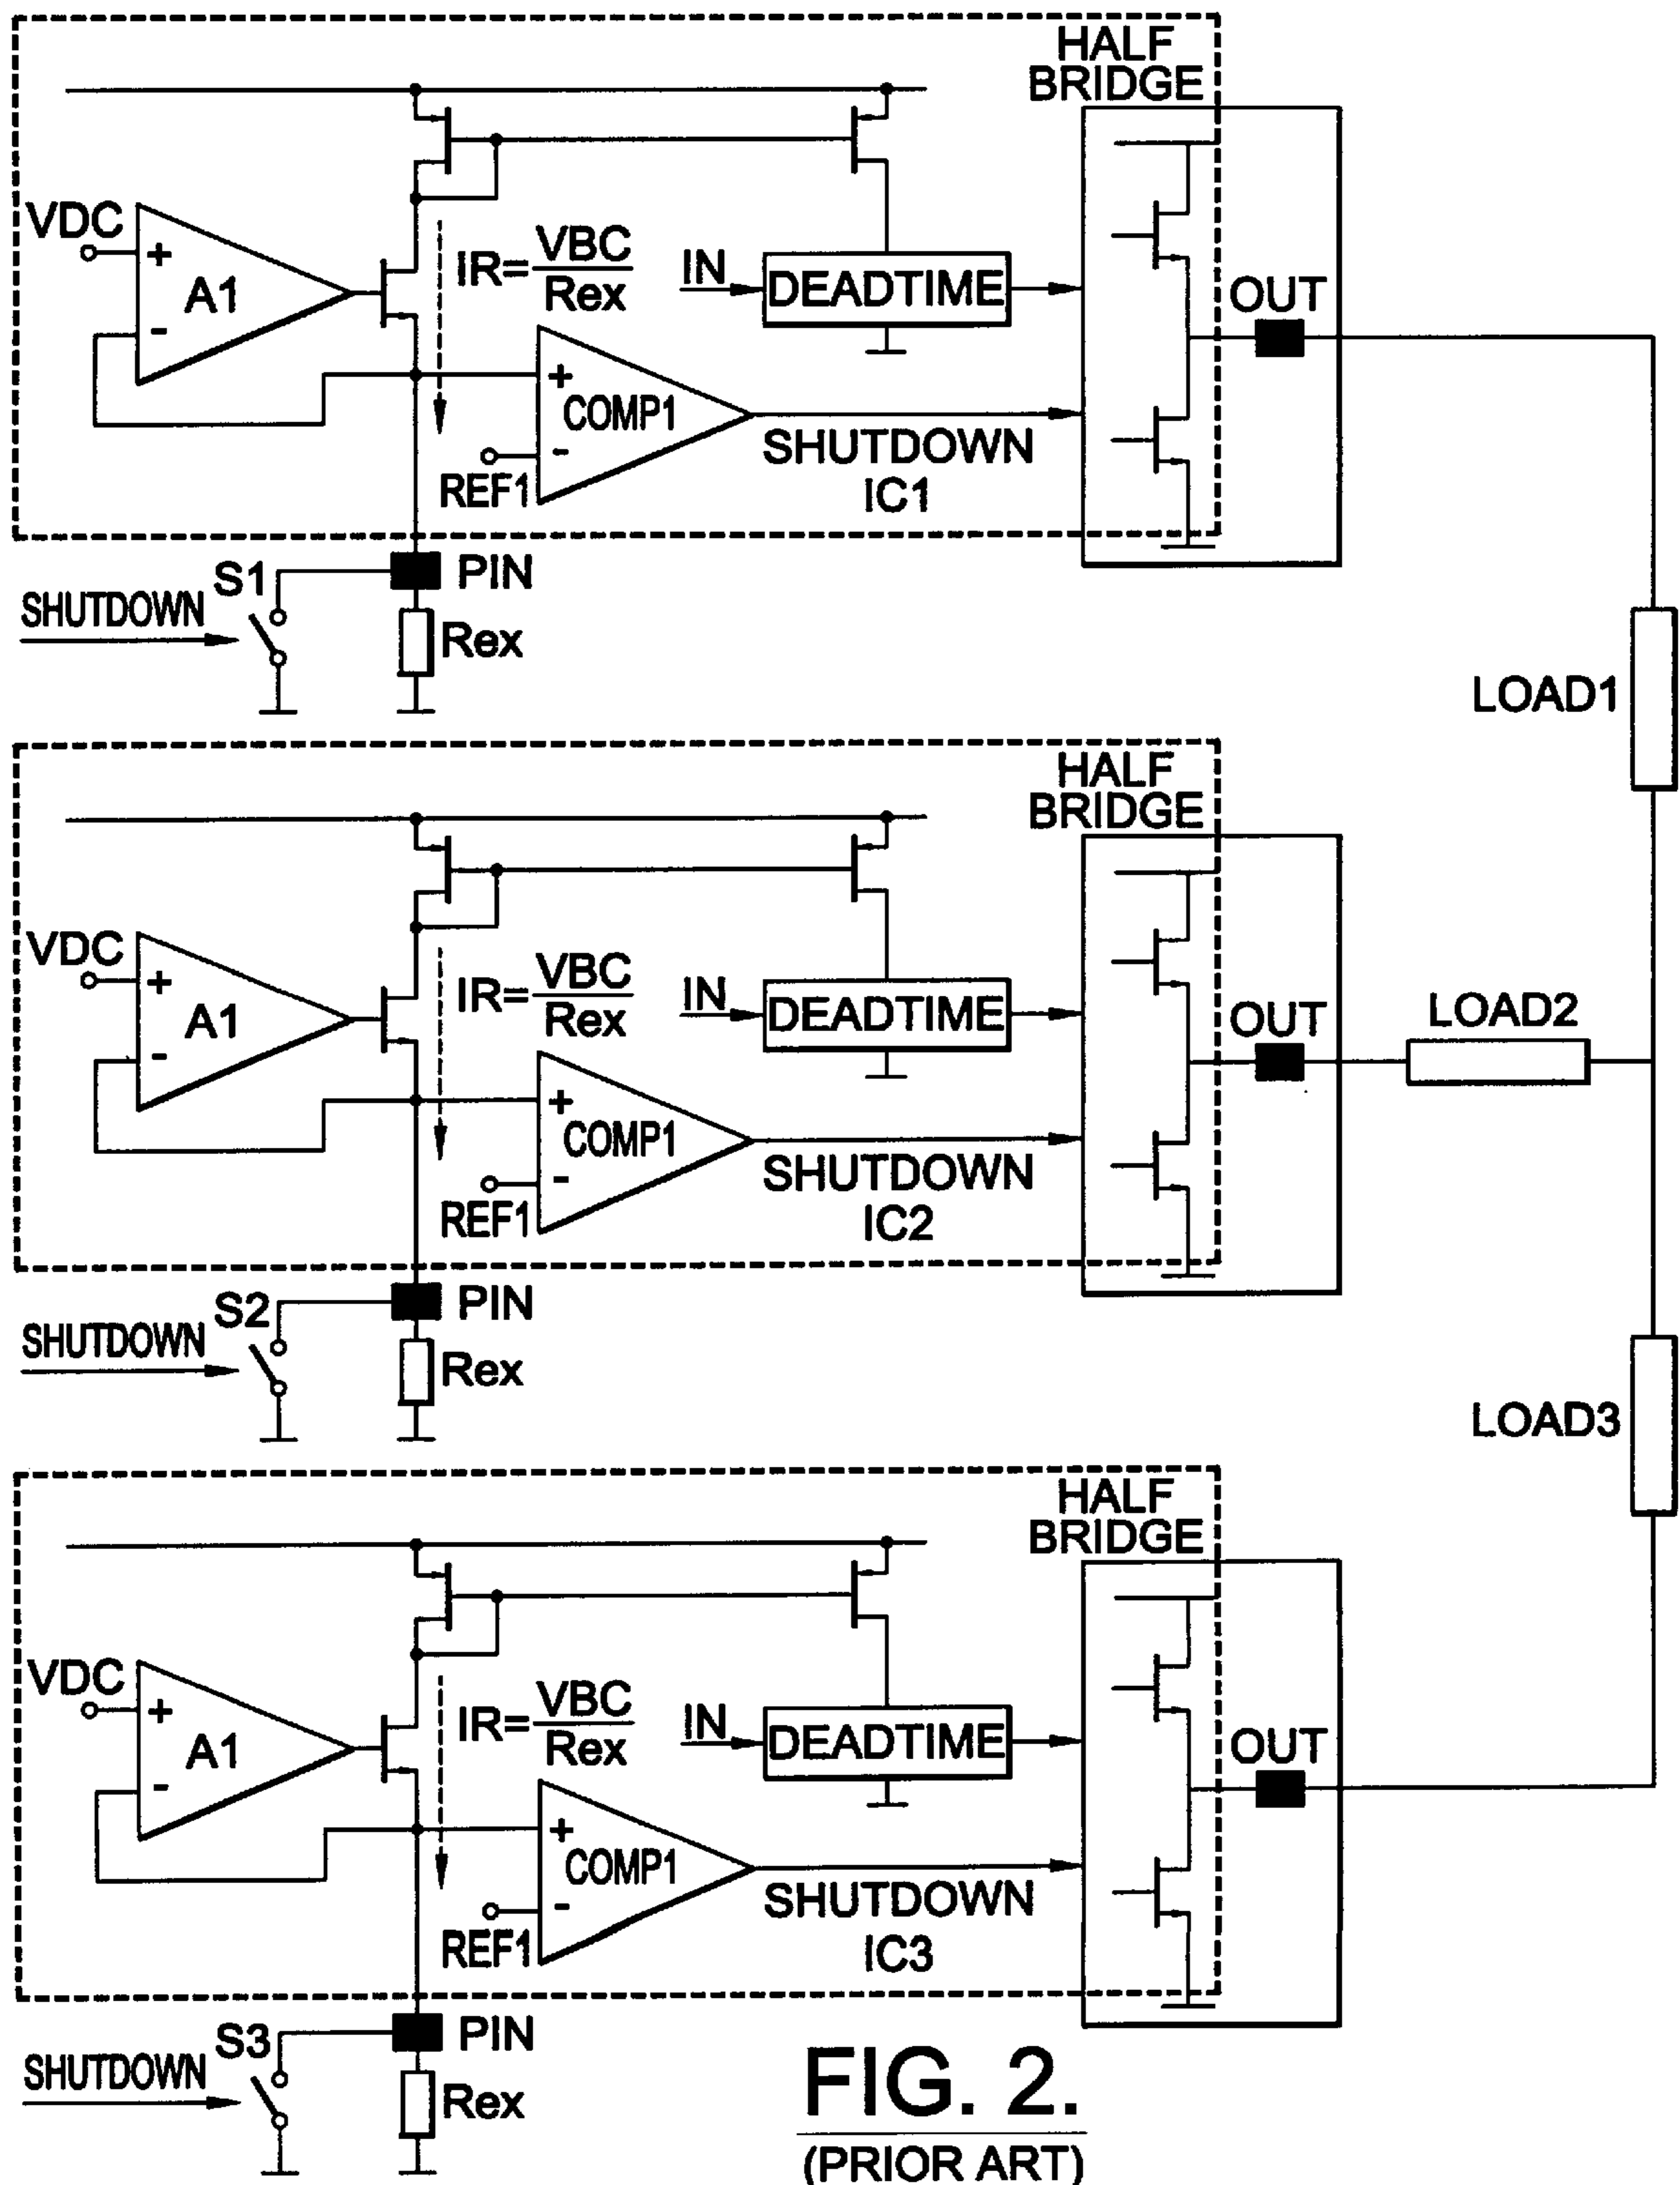 HALF
BRIDGE
VDC
+
A1
-
IR=VBC/Rex
IN
DEADTIME
OUT
+
COMP1
-
REF1
SHUTDOWN
IC1
S1
PIN
SHUTDOWN
Rex
LOAD1
HALF
BRIDGE
VDC
+
A1
-
IR=VBC/Rex
IN
DEADTIME
OUT
LOAD2
+
COMP1
-
REF1
SHUTDOWN
IC2
S2
PIN
SHUTDOWN
Rex
LOAD3
HALF
BRIDGE
VDC
+
A1
-
IR=VBC/Rex
IN
DEADTIME
OUT
+
COMP1
-
REF1
SHUTDOWN
IC3
S3
PIN
SHUTDOWN
Rex
FIG. 2.
(PRIOR ART)